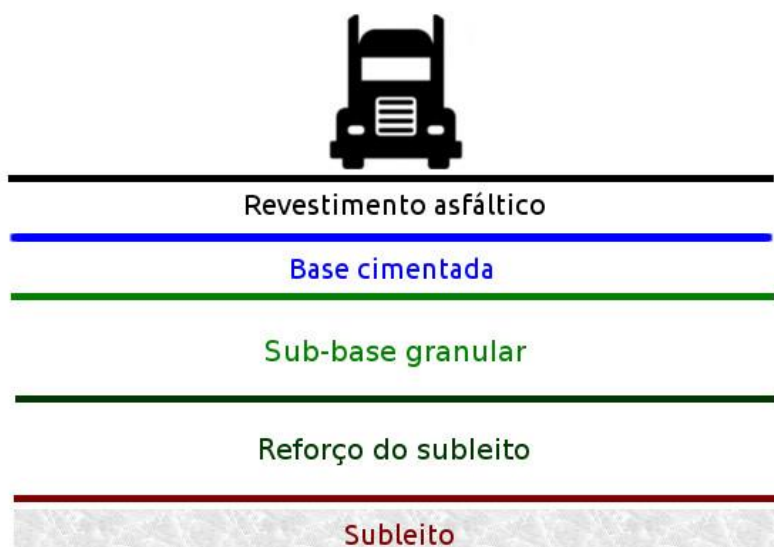 Revestimento asfáltico
Base cimentada
Sub-base granular
Reforço do subleito
Subleito